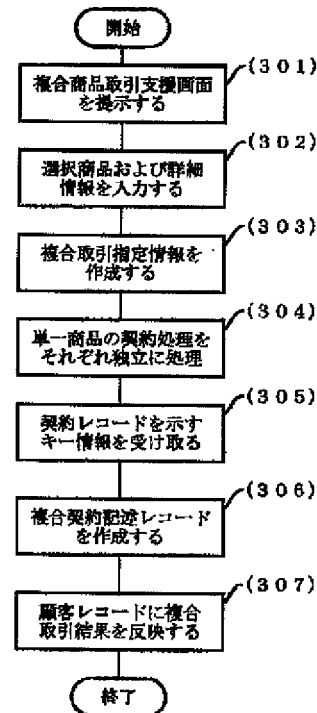 開始
(301)
複合商品取引支援画面
を提示する
(302)
選択商品および詳細
情報を入力する
(303)
複合取引指定情報を
作成する
(304)
単一商品の契約処理を
それぞれ独立に処理
(305)
契約レコードを示す
キー情報を受け取る
(306)
複合契約記述レコード
を作成する
(307)
顧客レコードに複合
取引結果を反映する
終了